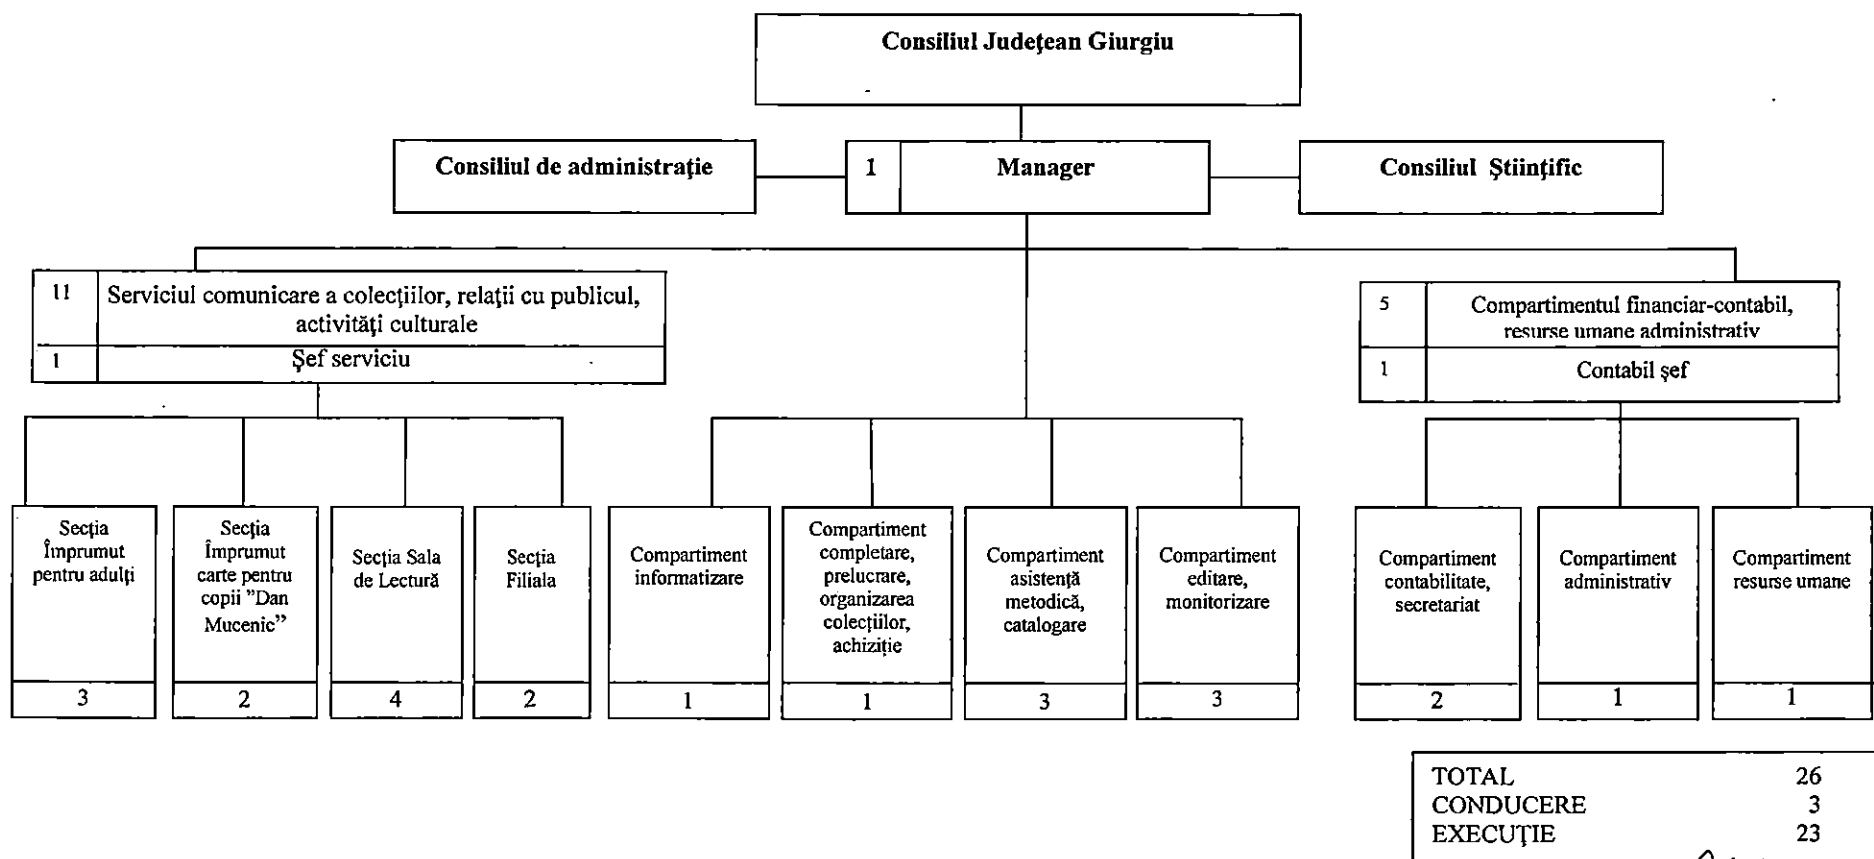 Consiliul Judeţean Giurgiu
Consiliul de administraţie
1
Manager
Consiliul Ştiinţific
11
Serviciul comunicare a colecţiilor, relaţii cu publicul,
activităţi culturale
1
Şef serviciu
5
Compartimentul financiar-contabil,
resurse umane administrativ
1
Contabil şef
Secţia
Împrumut
pentru adulţi
3
Secţia
Împrumut
carte pentru
copii ”Dan
Mucenic”
2
Secţia Sala
de Lectură
4
Secţia
Filiala
2
Compartiment
informatizare
1
Compartiment
completare,
prelucrare,
organizarea
colecţiilor,
achiziţie
1
Compartiment
asistenţă
metodică,
catalogare
3
Compartiment
editare,
monitorizare
3
Compartiment
contabilitate,
secretariat
2
Compartiment
administrativ
1
Compartiment
resurse umane
1
TOTAL 26
CONDUCERE 3
EXECUŢIE 23